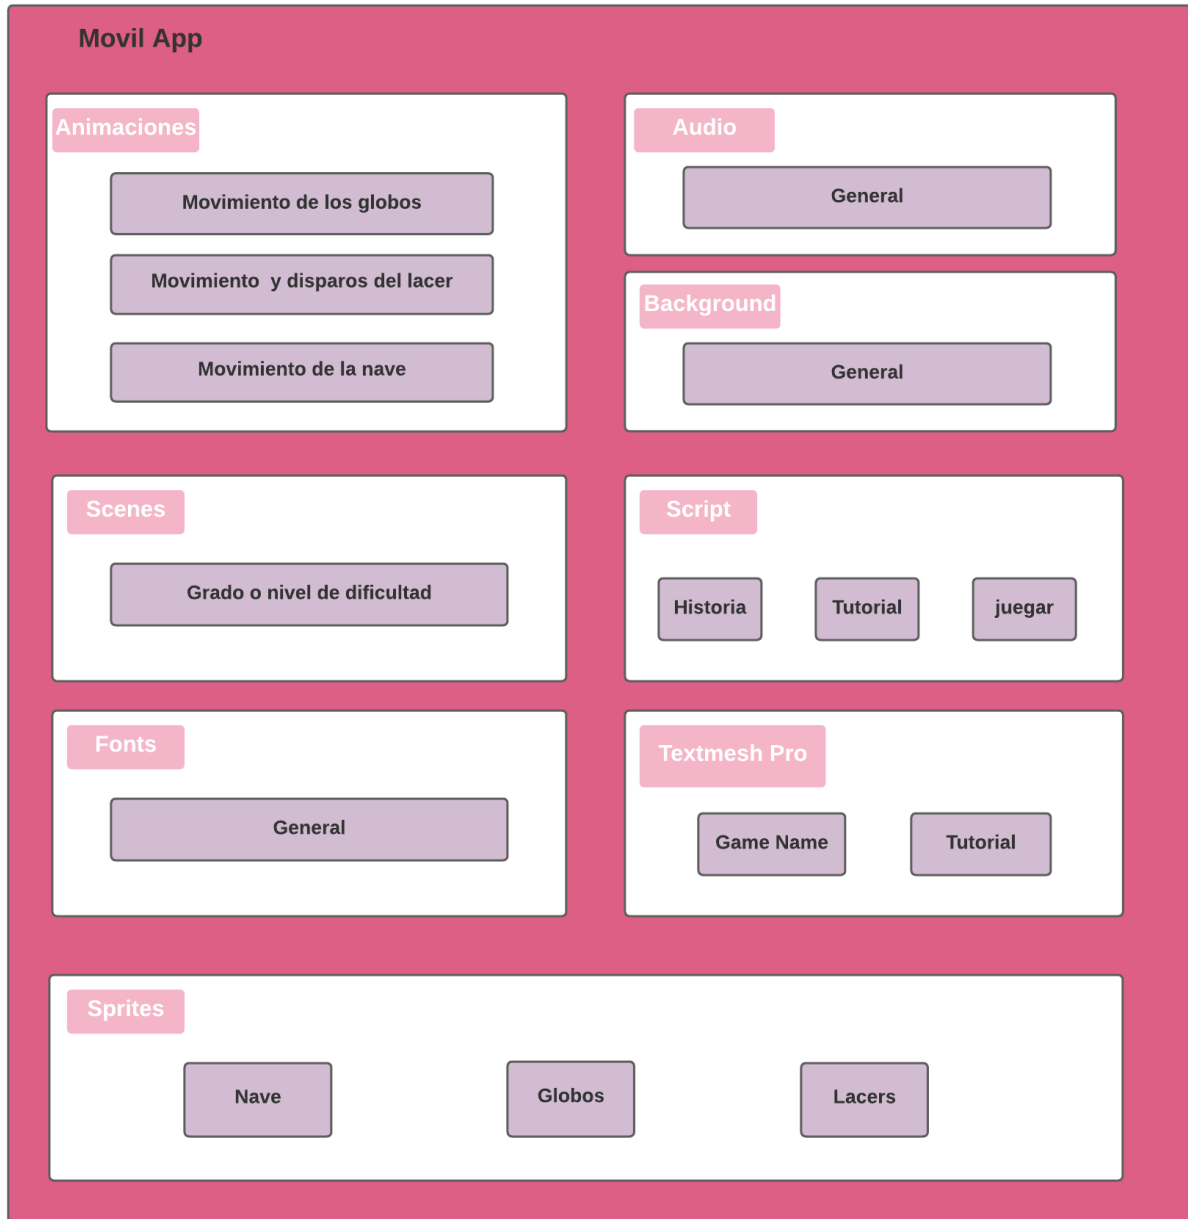 Movil App
Animaciones
Movimiento de los globos
Movimiento  y disparos del lacer
Movimiento de la nave
Audio
General
Background
General
Scenes
Grado o nivel de dificultad
Script
Historia
Tutorial
juegar
Fonts
General
Textmesh Pro
Game Name
Tutorial
Sprites
Nave
Globos
Lacers